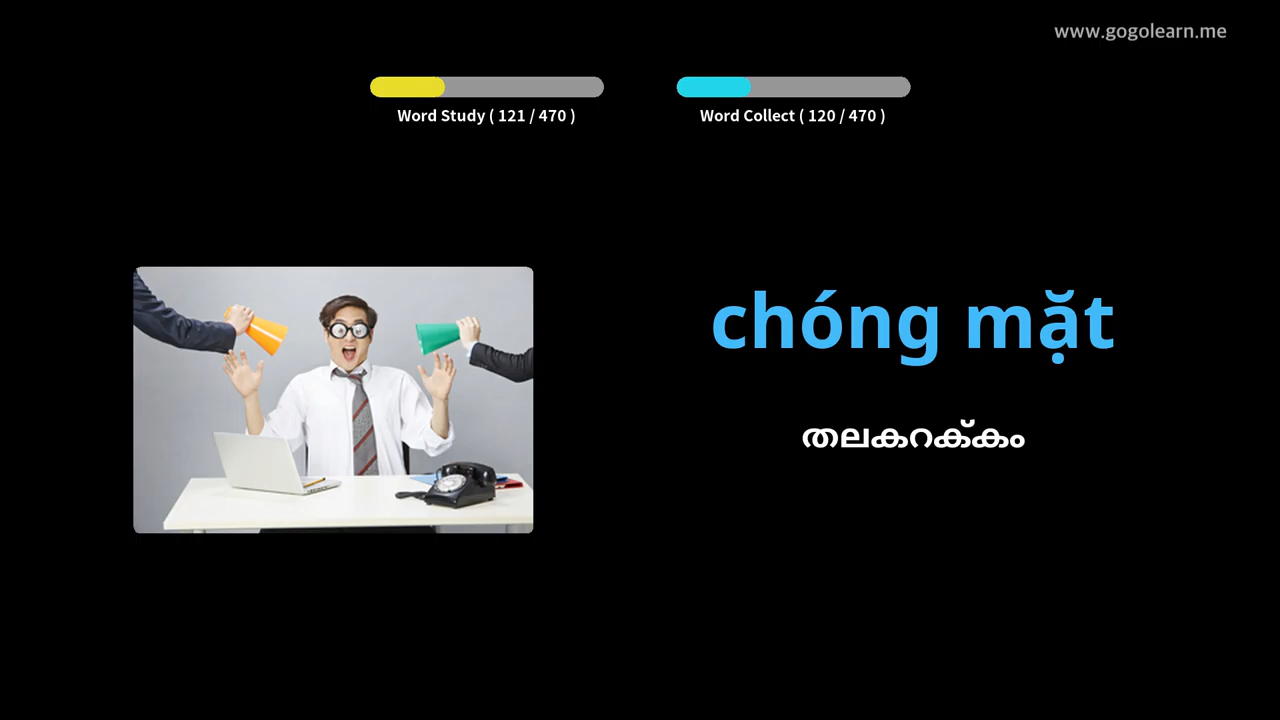 www.gogolearn.me
Word Study ( 121 / 470 )
Word Collect ( 120 / 470 )
chóng mặt
തലകറക്കം